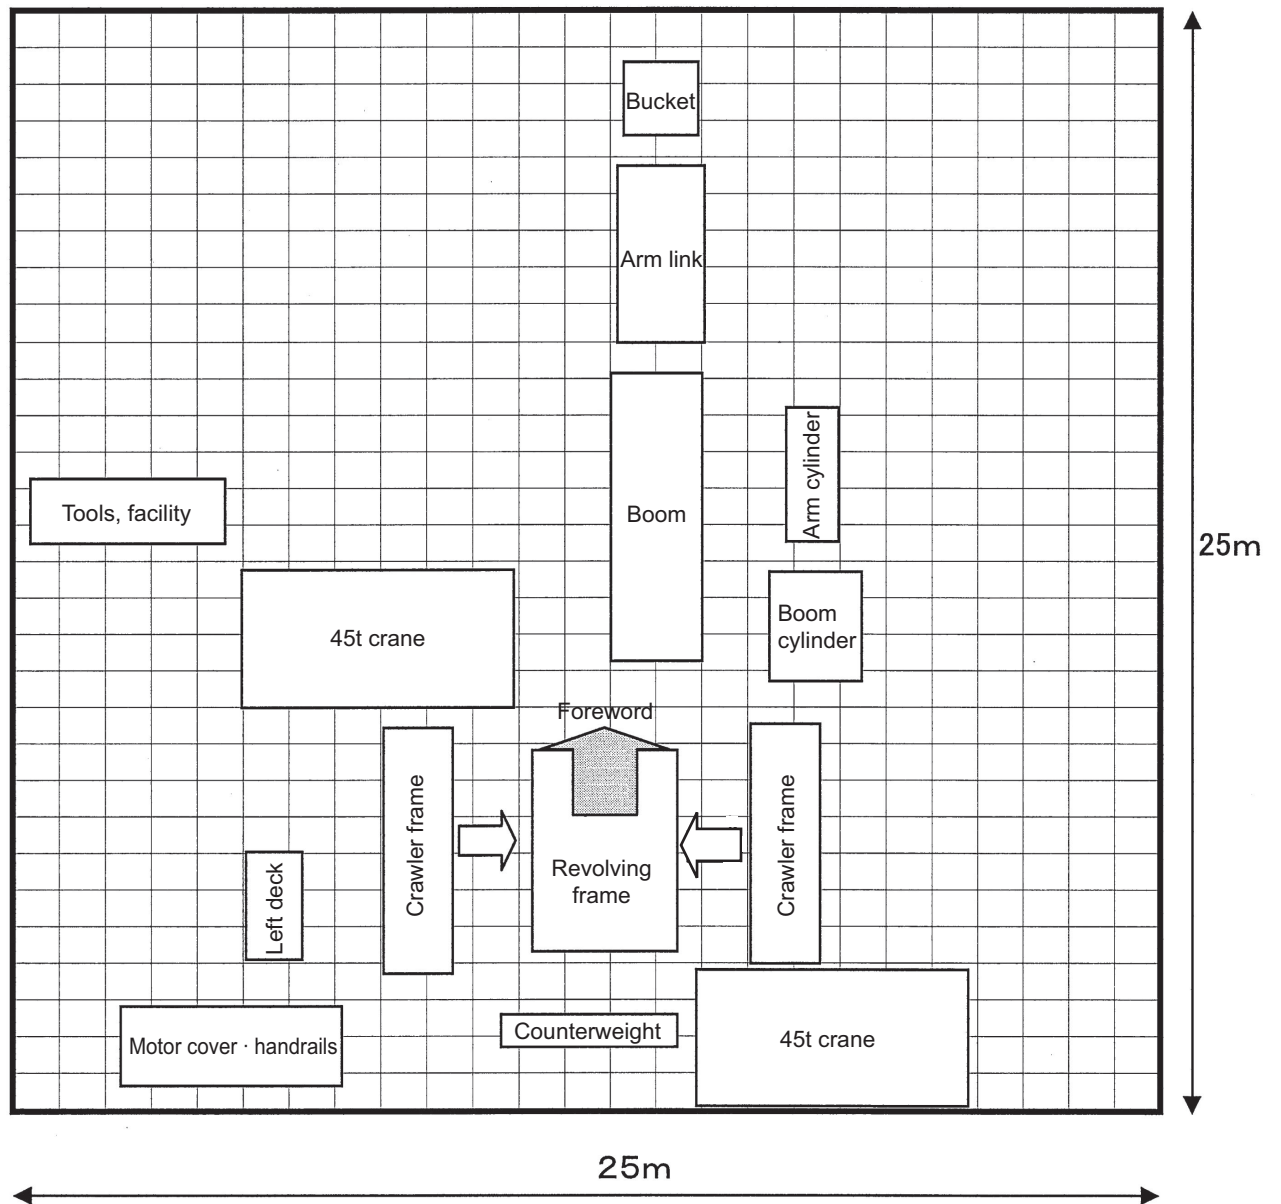 Bucket
Arm link
Arm cylinder
Tools, facility
Boom
25m
Boom
cylinder
45t crane
Foreword
Crawler frame
Crawler frame
Revolving
frame
Left deck
Counterweight
45t crane
Motor cover · handrails
25m